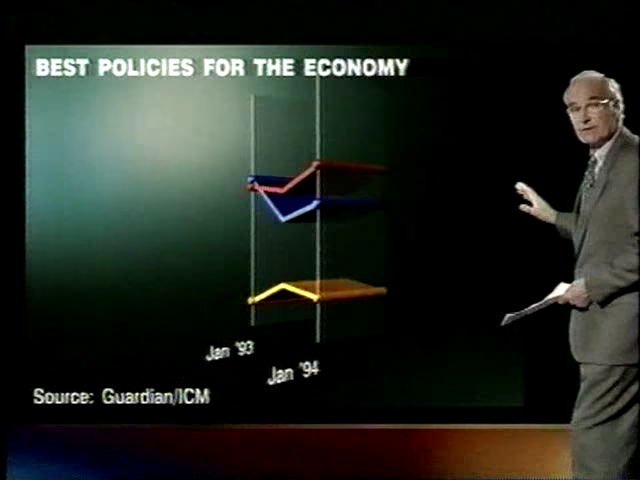 BEST POLICIES FOR THE ECONOMY
Jan '93
Jan '94
Source: Guardian/ICM